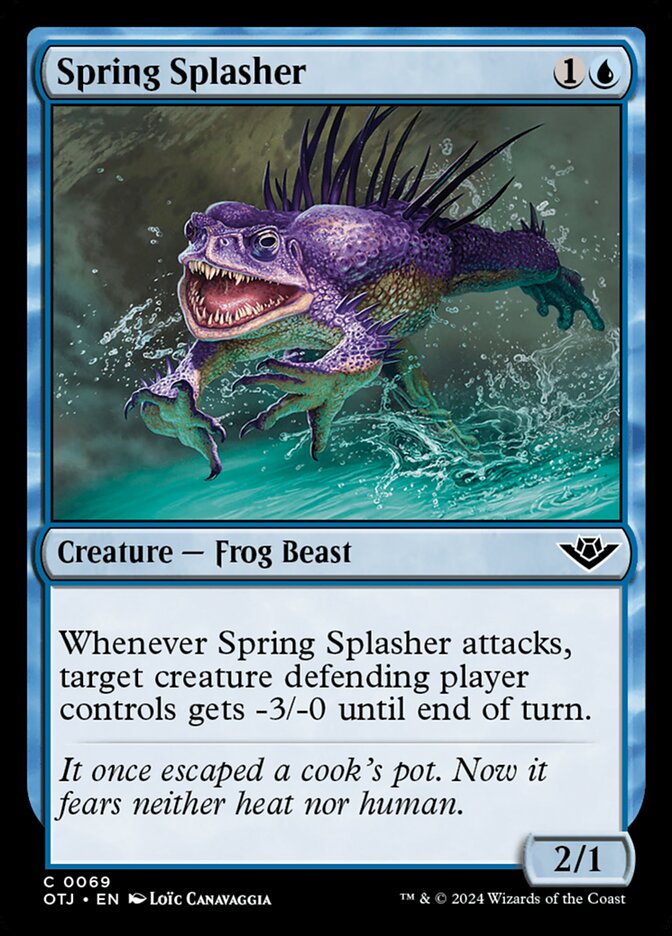 Spring Splasher 1
Creature — Frog Beast
Whenever Spring Splasher attacks,
target creature defending player
controls gets -3/-0 until end of turn.
It once escaped a cook's pot. Now it
fears neither heat nor human.
2/1
C 0069
OTJ • EN Loïc Canavaggia
™ & © 2024 Wizards of the Coast